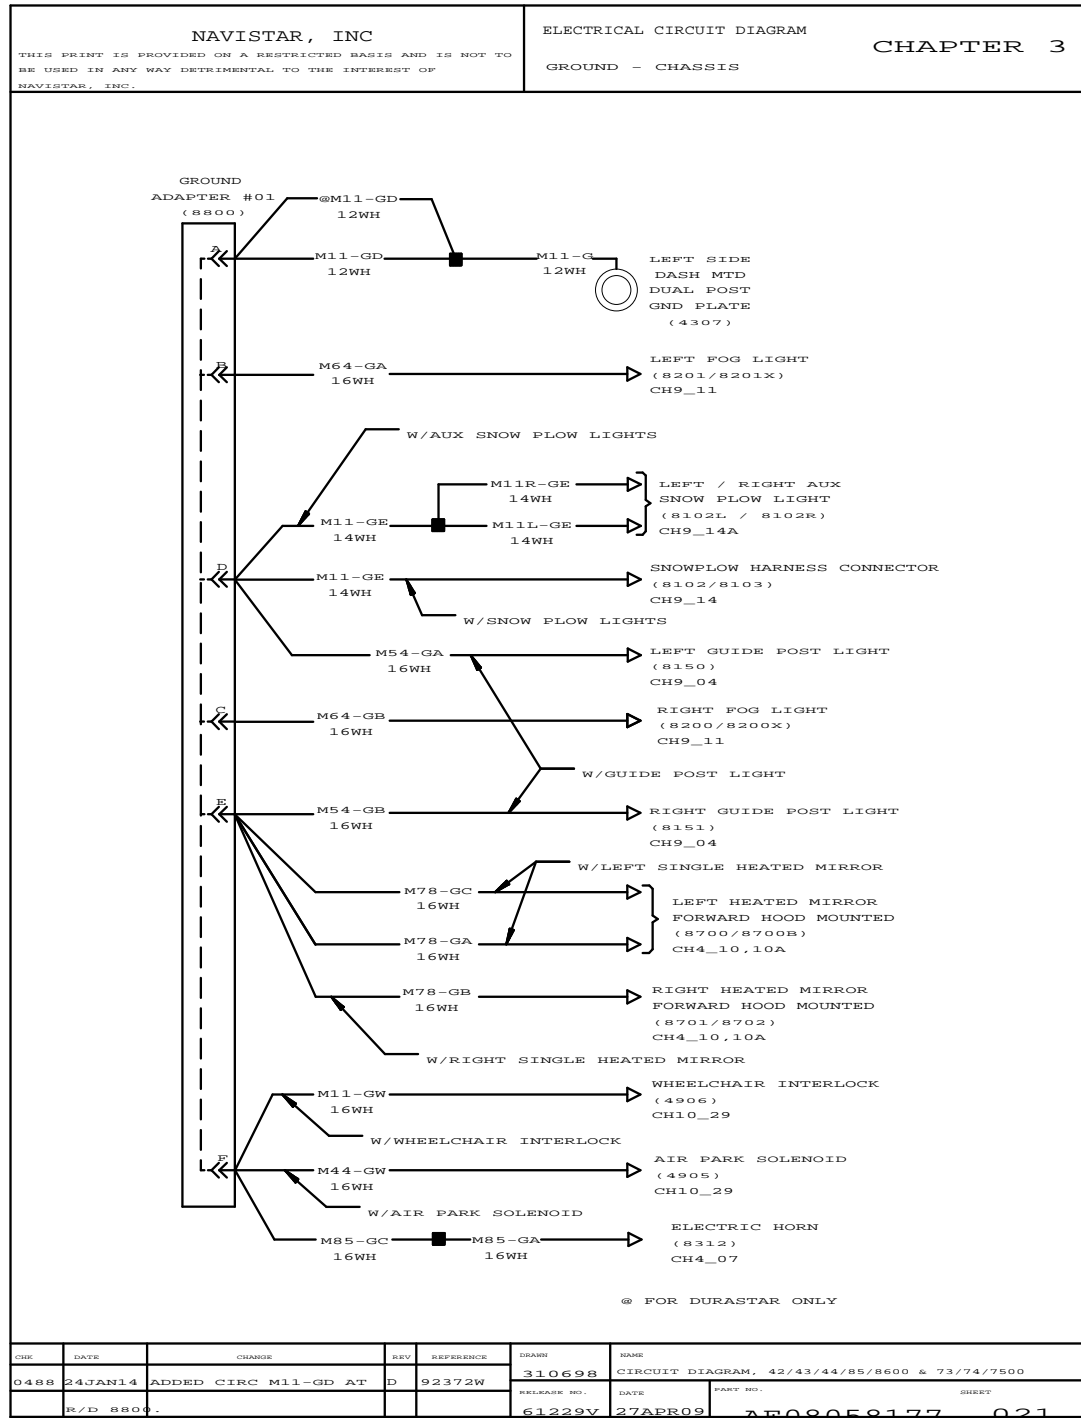 NAVISTAR, INC
THIS PRINT IS PROVIDED ON A RESTRICTED BASIS AND IS NOT TO
BE USED IN ANY WAY DETRIMENTAL TO THE INTEREST OF
NAVISTAR, INC.
ELECTRICAL CIRCUIT DIAGRAM
GROUND - CHASSIS
CHAPTER 3
GROUND
ADAPTER #01
(8800)
@M11-GD
12WH
A
M11-GD
12WH
M11-G
12WH
LEFT SIDE
DASH MTD
DUAL POST
GND PLATE
(4307)
B
M64-GA
16WH
LEFT FOG LIGHT
(8201/8201X)
CH9_11
W/AUX SNOW PLOW LIGHTS
M11R-GE
14WH
M11-GE
14WH
M11L-GE
14WH
LEFT / RIGHT AUX
SNOW PLOW LIGHT
(8102L / 8102R)
CH9_14A
D
M11-GE
14WH
SNOWPLOW HARNESS CONNECTOR
(8102/8103)
CH9_14
W/SNOW PLOW LIGHTS
M54-GA
16WH
LEFT GUIDE POST LIGHT
(8150)
CH9_04
C
M64-GB
16WH
RIGHT FOG LIGHT
(8200/8200X)
CH9_11
W/GUIDE POST LIGHT
E
M54-GB
16WH
RIGHT GUIDE POST LIGHT
(8151)
CH9_04
W/LEFT SINGLE HEATED MIRROR
M78-GC
16WH
M78-GA
16WH
LEFT HEATED MIRROR
FORWARD HOOD MOUNTED
(8700/8700B)
CH4_10,10A
M78-GB
16WH
RIGHT HEATED MIRROR
FORWARD HOOD MOUNTED
(8701/8702)
CH4_10,10A
W/RIGHT SINGLE HEATED MIRROR
M11-GW
16WH
WHEELCHAIR INTERLOCK
(4906)
CH10_29
W/WHEELCHAIR INTERLOCK
F
M44-GW
16WH
AIR PARK SOLENOID
(4905)
CH10_29
W/AIR PARK SOLENOID
M85-GC
16WH
M85-GA
16WH
ELECTRIC HORN
(8312)
CH4_07
@ FOR DURASTAR ONLY
CHK DATE CHANGE REV REFERENCE
0488 24JAN14 ADDED CIRC M11-GD AT D 92372W
R/D 8800.
DRAWN
310698
NAME
CIRCUIT DIAGRAM, 42/43/44/85/8600 & 73/74/7500
RELEASE NO.
61229V
DATE
27APR09
PART NO.
AF08058177
SHEET
021